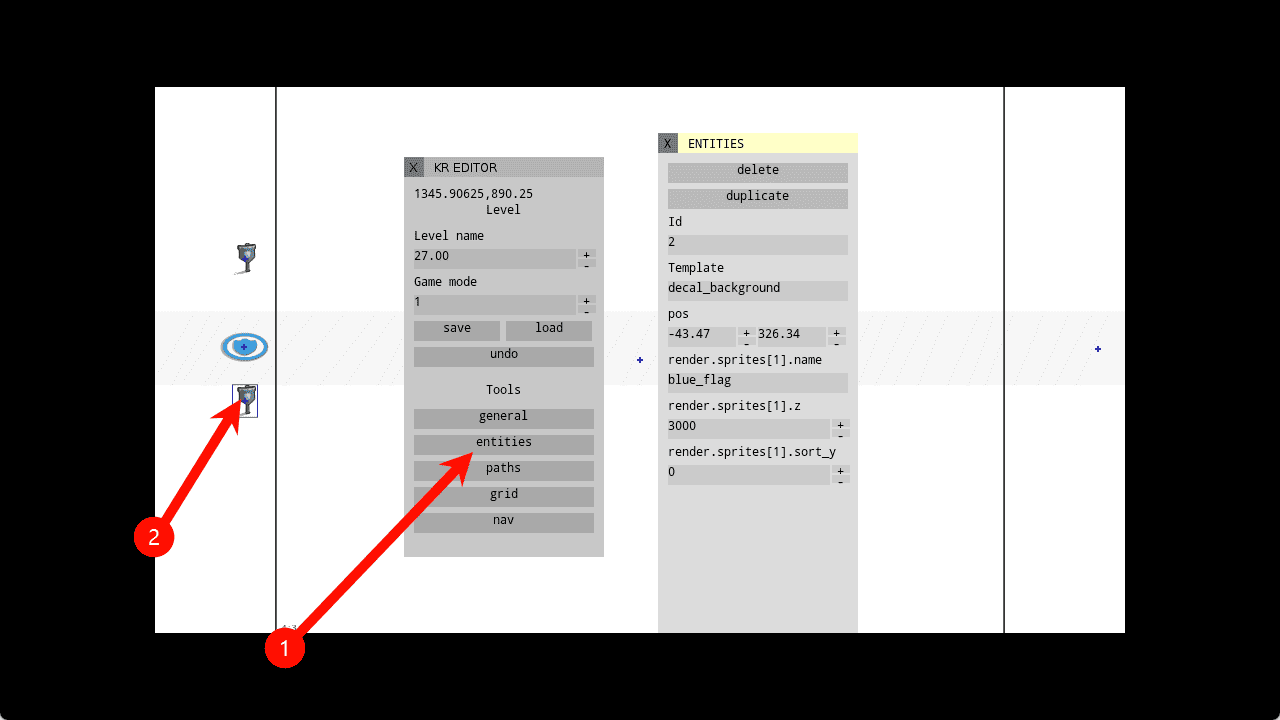 X KR EDITOR
1345.90625,890.25
Level
Level name
27.00 + -
Game mode
1 + -
save load
undo
Tools
general
entities
paths
grid
nav
X ENTITIES
delete
duplicate
Id
2
Template
decal_background
pos
-43.47 + - 326.34 + -
render.sprites[1].name
blue_flag
render.sprites[1].z
3000 + -
render.sprites[1].sort_y
0 + -
2
1